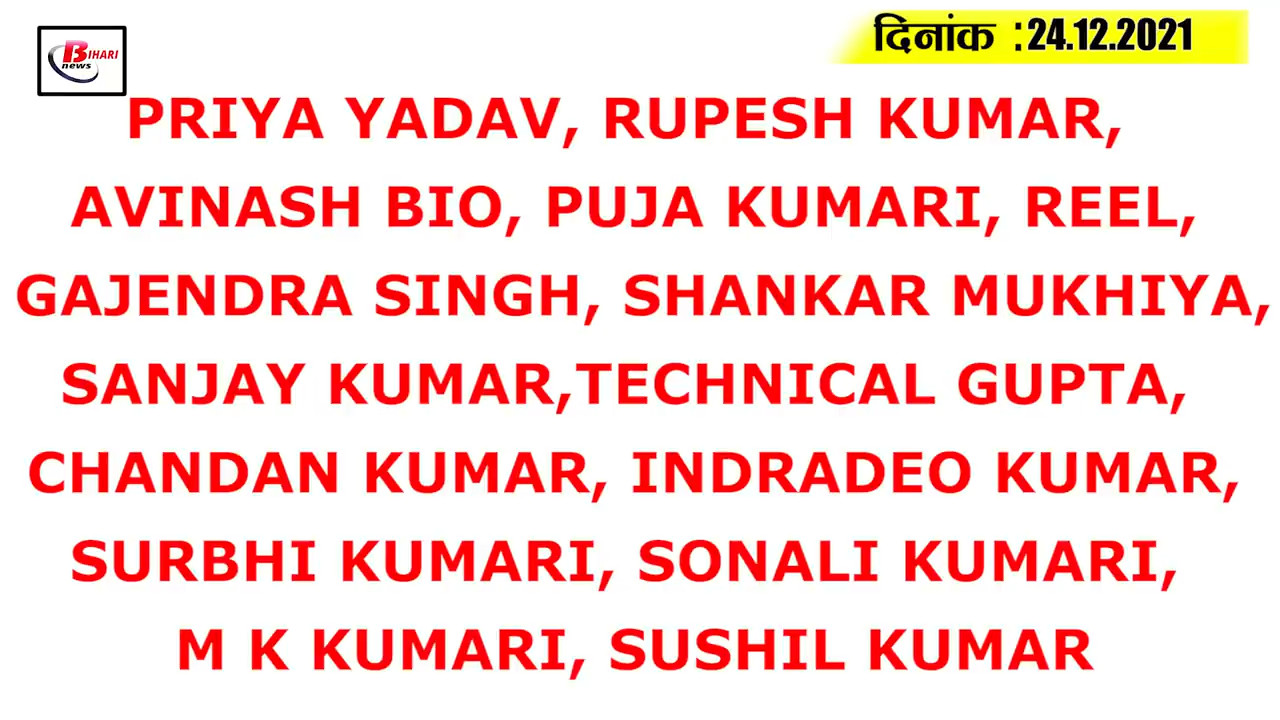 BIHARI
news
दिनांक :24.12.2021
PRIYA YADAV, RUPESH KUMAR,
AVINASH BIO, PUJA KUMARI, REEL,
GAJENDRA SINGH, SHANKAR MUKHIYA,
SANJAY KUMAR,TECHNICAL GUPTA,
CHANDAN KUMAR, INDRADEO KUMAR,
SURBHI KUMARI, SONALI KUMARI,
M K KUMARI, SUSHIL KUMAR